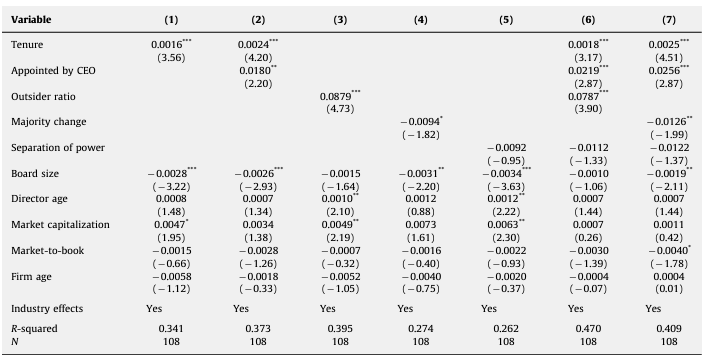 Variable (1) (2) (3) (4) (5) (6) (7)
Tenure 0.0016*** 0.0024*** 0.0018*** 0.0025***
(3.56) (4.20) (3.17) (4.51)
Appointed by CEO 0.0180** 0.0219*** 0.0256***
(2.20) (2.87) (2.87)
Outsider ratio 0.0879*** 0.0787***
(4.73) (3.90)
Majority change −0.0094* −0.0126**
(−1.82) (−1.99)
Separation of power −0.0092 −0.0112 −0.0122
(−0.95) (−1.33) (−1.37)
Board size −0.0028*** −0.0026*** −0.0015 −0.0031** −0.0034*** −0.0010 −0.0019**
(−3.22) (−2.93) (−1.64) (−2.20) (−3.63) (−1.06) (−2.11)
Director age 0.0008 0.0007 0.0010** 0.0012 0.0012** 0.0007 0.0007
(1.48) (1.34) (2.10) (0.88) (2.22) (1.44) (1.44)
Market capitalization 0.0047* 0.0034 0.0049** 0.0073 0.0063** 0.0007 0.0011
(1.95) (1.38) (2.19) (1.61) (2.30) (0.26) (0.42)
Market-to-book −0.0015 −0.0028 −0.0007 −0.0016 −0.0022 −0.0030 −0.0040*
(−0.66) (−1.26) (−0.32) (−0.40) (−0.93) (−1.39) (−1.78)
Firm age −0.0058 −0.0018 −0.0052 −0.0040 −0.0020 −0.0004 0.0004
(−1.12) (−0.33) (−1.05) (−0.75) (−0.37) (−0.07) (0.01)
Industry effects Yes Yes Yes Yes Yes Yes Yes
R-squared 0.341 0.373 0.395 0.274 0.262 0.470 0.409
N 108 108 108 108 108 108 108